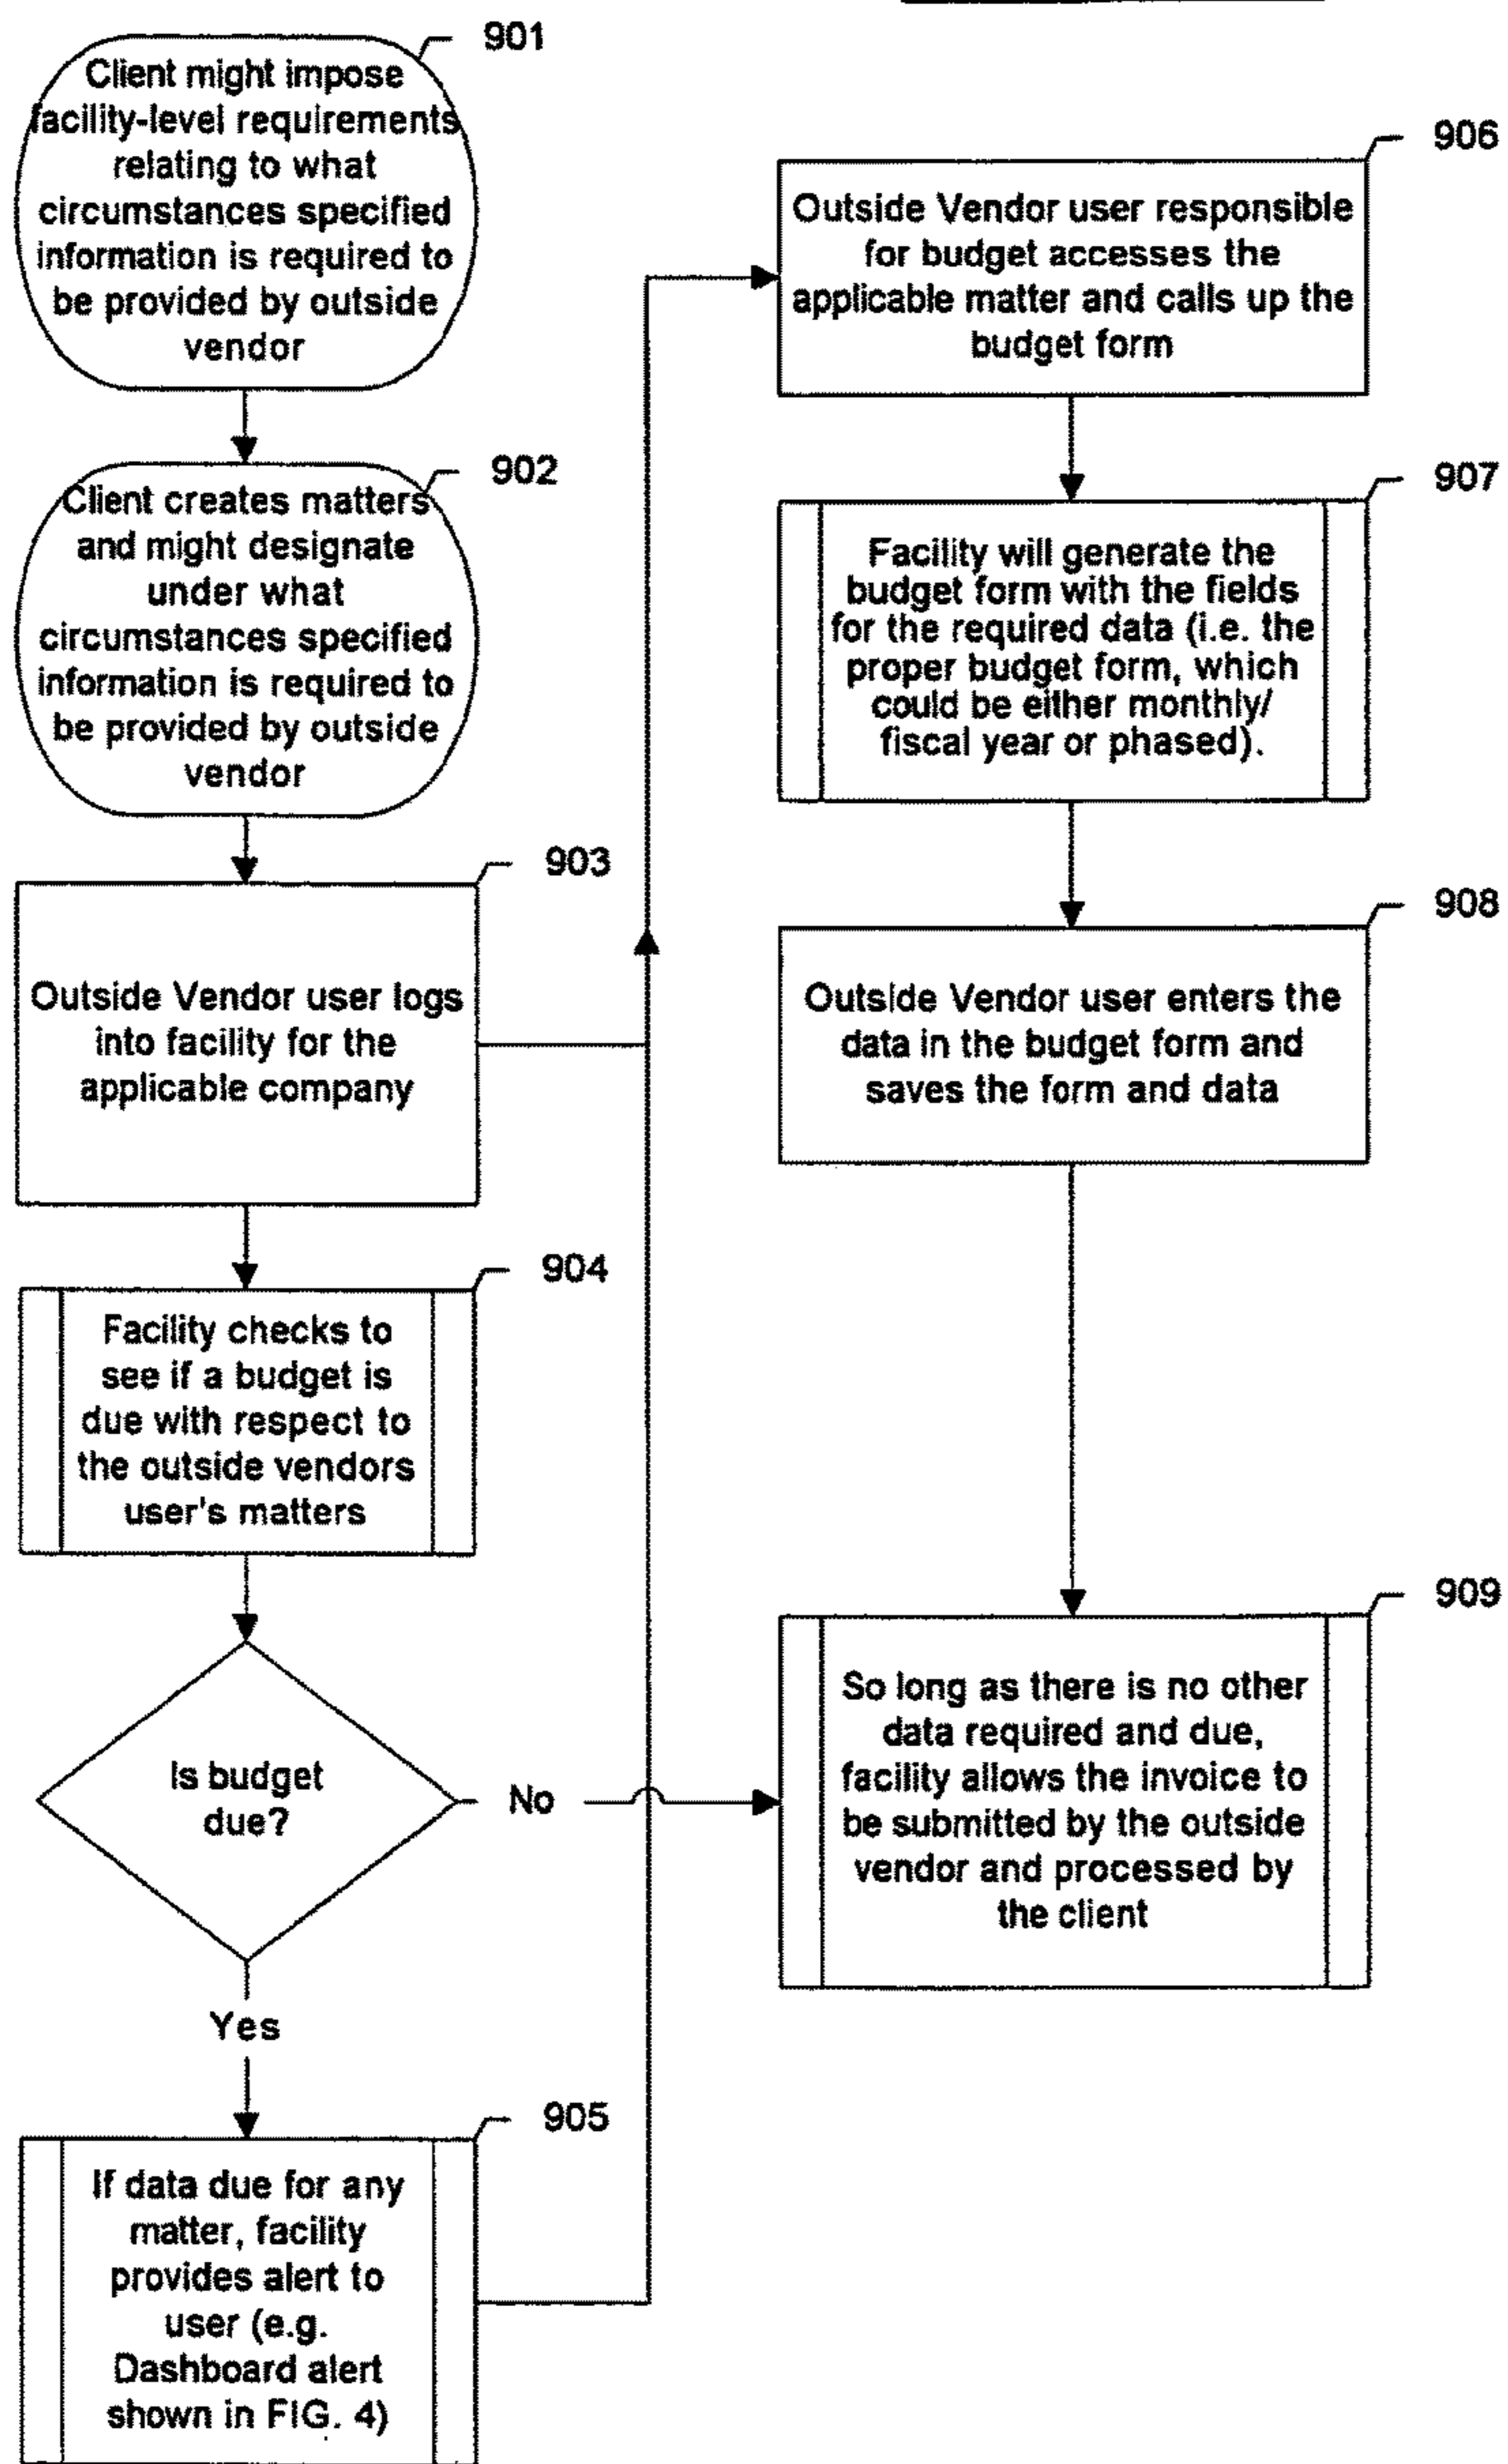 901
Client might impose
facility-level requirements
relating to what
circumstances specified
information is required to
be provided by outside
vendor
902
Client creates matters
and might designate
under what
circumstances specified
information is required to
be provided by outside
vendor
903
Outside Vendor user logs
into facility for the
applicable company
904
Facility checks to
see if a budget is
due with respect to
the outside vendors
user's matters
Is budget
due?
No
Yes
905
If data due for any
matter, facility
provides alert to
user (e.g.
Dashboard alert
shown in FIG. 4)
906
Outside Vendor user responsible
for budget accesses the
applicable matter and calls up the
budget form
907
Facility will generate the
budget form with the fields
for the required data (i.e. the
proper budget form, which
could be either monthly/
fiscal year or phased).
908
Outside Vendor user enters the
data in the budget form and
saves the form and data
909
So long as there is no other
data required and due,
facility allows the invoice to
be submitted by the outside
vendor and processed by
the client